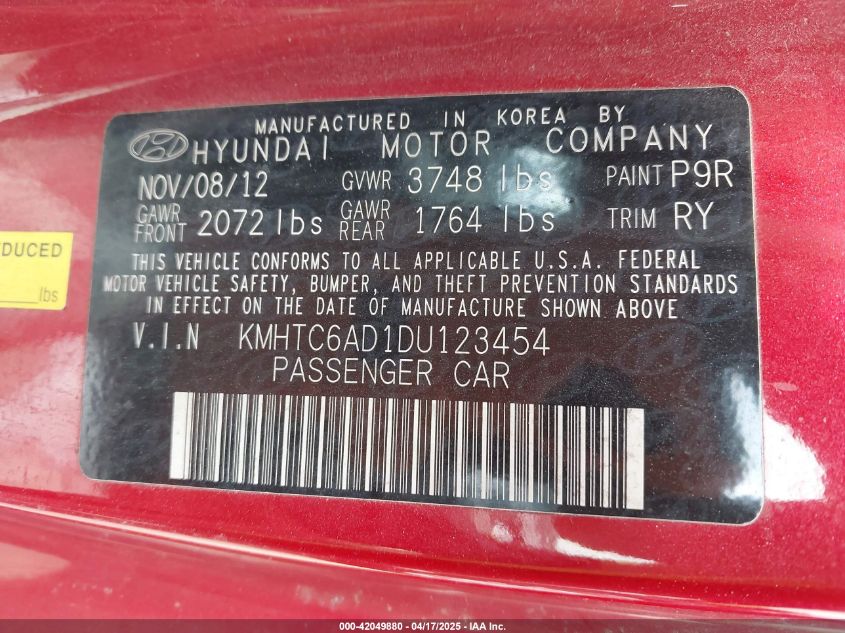 MANUFACTURED IN KOREA BY
HYUNDAI MOTOR COMPANY
NOV/08/12 GVWR 3748 lbs PAINT P9R
GAWR FRONT 2072 lbs GAWR REAR 1764 lbs TRIM RY
THIS VEHICLE CONFORMS TO ALL APPLICABLE U.S.A. FEDERAL
MOTOR VEHICLE SAFETY, BUMPER, AND THEFT PREVENTION STANDARDS
IN EFFECT ON THE DATE OF MANUFACTURE SHOWN ABOVE
V.I.N KMHTC6AD1DU123454
PASSENGER CAR
EDUCED
lbs
000-42049880 - 04/17/2025 - IAA Inc.